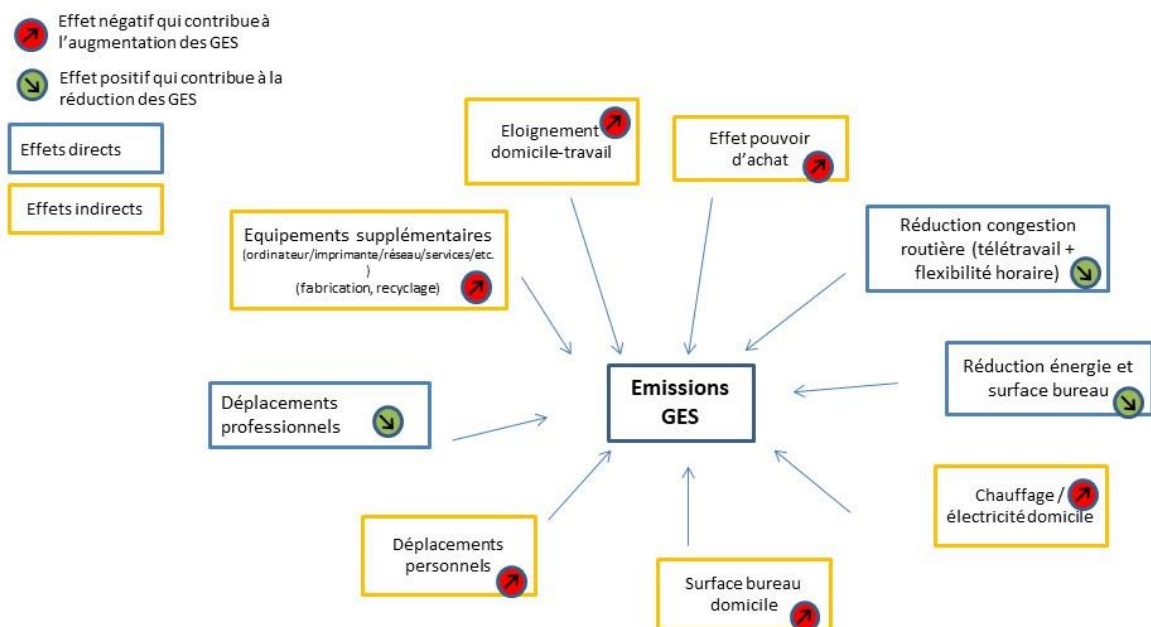 Effet négatif qui contribue à
l'augmentation des GES
Effet positif qui contribue à la
réduction des GES
Effets directs
Effets indirects
Eloignement
domicile-travail
Effet pouvoir
d'achat
Equipements supplémentaires
(ordinateur/imprimante/réseau/services/etc.
)
(fabrication, recyclage)
Réduction congestion
routière (télétravail +
flexibilité horaire)
Emissions
GES
Réduction énergie et
surface bureau
Déplacements
professionnels
Chauffage /
électricité domicile
Déplacements
personnels
Surface bureau
domicile